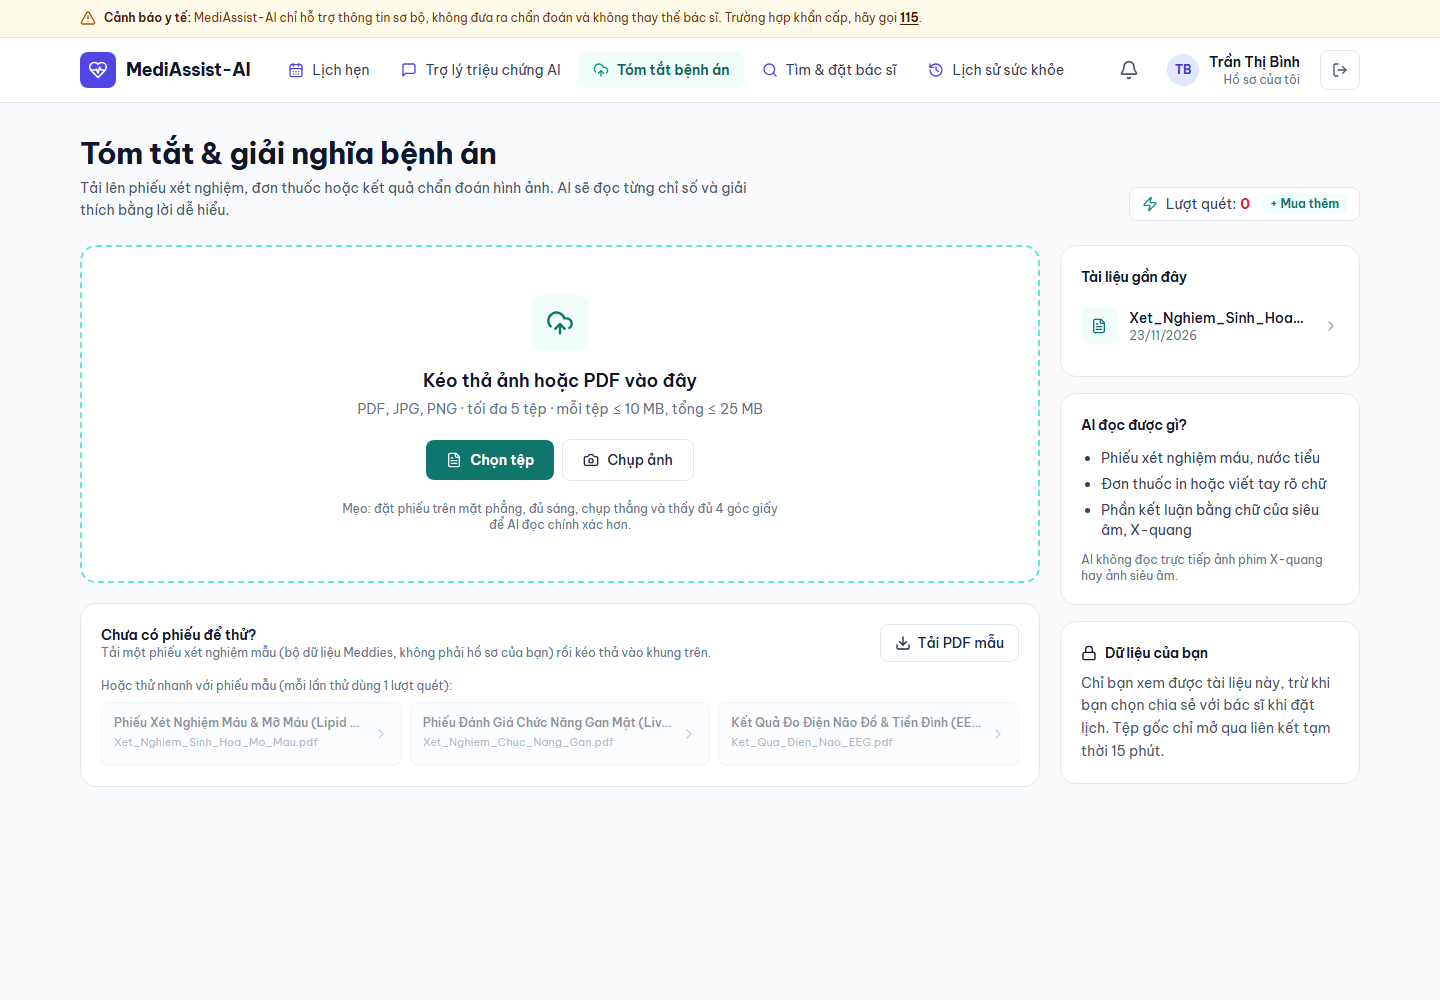 Cảnh báo y tế: MediAssist-AI chỉ hỗ trợ thông tin sơ bộ, không đưa ra chẩn đoán và không thay thế bác sĩ. Trường hợp khẩn cấp, hãy gọi 115.
MediAssist-AI
Lịch hẹn
Trợ lý triệu chứng AI
Tóm tắt bệnh án
Tìm & đặt bác sĩ
Lịch sử sức khỏe
TB
Trần Thị Bình
Hồ sơ của tôi
Tóm tắt & giải nghĩa bệnh án
Tải lên phiếu xét nghiệm, đơn thuốc hoặc kết quả chẩn đoán hình ảnh. AI sẽ đọc từng chỉ số và giải
thích bằng lời dễ hiểu.
Lượt quét: 0
+ Mua thêm
Kéo thả ảnh hoặc PDF vào đây
PDF, JPG, PNG · tối đa 5 tệp · mỗi tệp ≤ 10 MB, tổng ≤ 25 MB
Chọn tệp
Chụp ảnh
Mẹo: đặt phiếu trên mặt phẳng, đủ sáng, chụp thẳng và thấy đủ 4 góc giấy
để AI đọc chính xác hơn.
Chưa có phiếu để thử?
Tải một phiếu xét nghiệm mẫu (bộ dữ liệu Meddies, không phải hồ sơ của bạn) rồi kéo thả vào khung trên.
Tải PDF mẫu
Hoặc thử nhanh với phiếu mẫu (mỗi lần thử dùng 1 lượt quét):
Phiếu Xét Nghiệm Máu & Mỡ Máu (Lipid ...
Xet_Nghiem_Sinh_Hoa_Mo_Mau.pdf
Phiếu Đánh Giá Chức Năng Gan Mật (Liv...
Xet_Nghiem_Chuc_Nang_Gan.pdf
Kết Quả Đo Điện Não Đồ & Tiền Đình (EE...
Ket_Qua_Dien_Nao_EEG.pdf
Tài liệu gần đây
Xet_Nghiem_Sinh_Hoa...
23/11/2026
AI đọc được gì?
Phiếu xét nghiệm máu, nước tiểu
Đơn thuốc in hoặc viết tay rõ chữ
Phần kết luận bằng chữ của siêu
âm, X-quang
AI không đọc trực tiếp ảnh phim X-quang
hay ảnh siêu âm.
Dữ liệu của bạn
Chỉ bạn xem được tài liệu này, trừ khi
bạn chọn chia sẻ với bác sĩ khi đặt
lịch. Tệp gốc chỉ mở qua liên kết tạm
thời 15 phút.